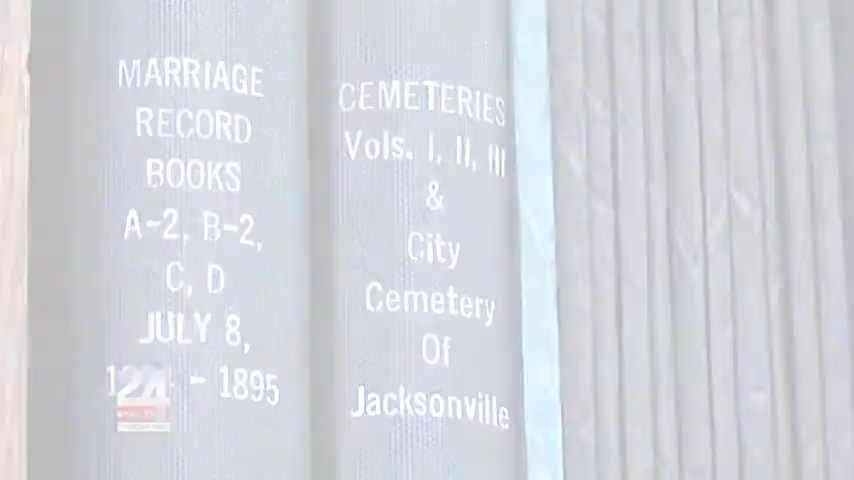 MARRIAGE
RECORD
BOOKS
A-2, B-2,
C, D
JULY 8,
- 1895
CEMETERIES
Vols. I, II, III
&
City
Cemetery
Of
Jacksonville